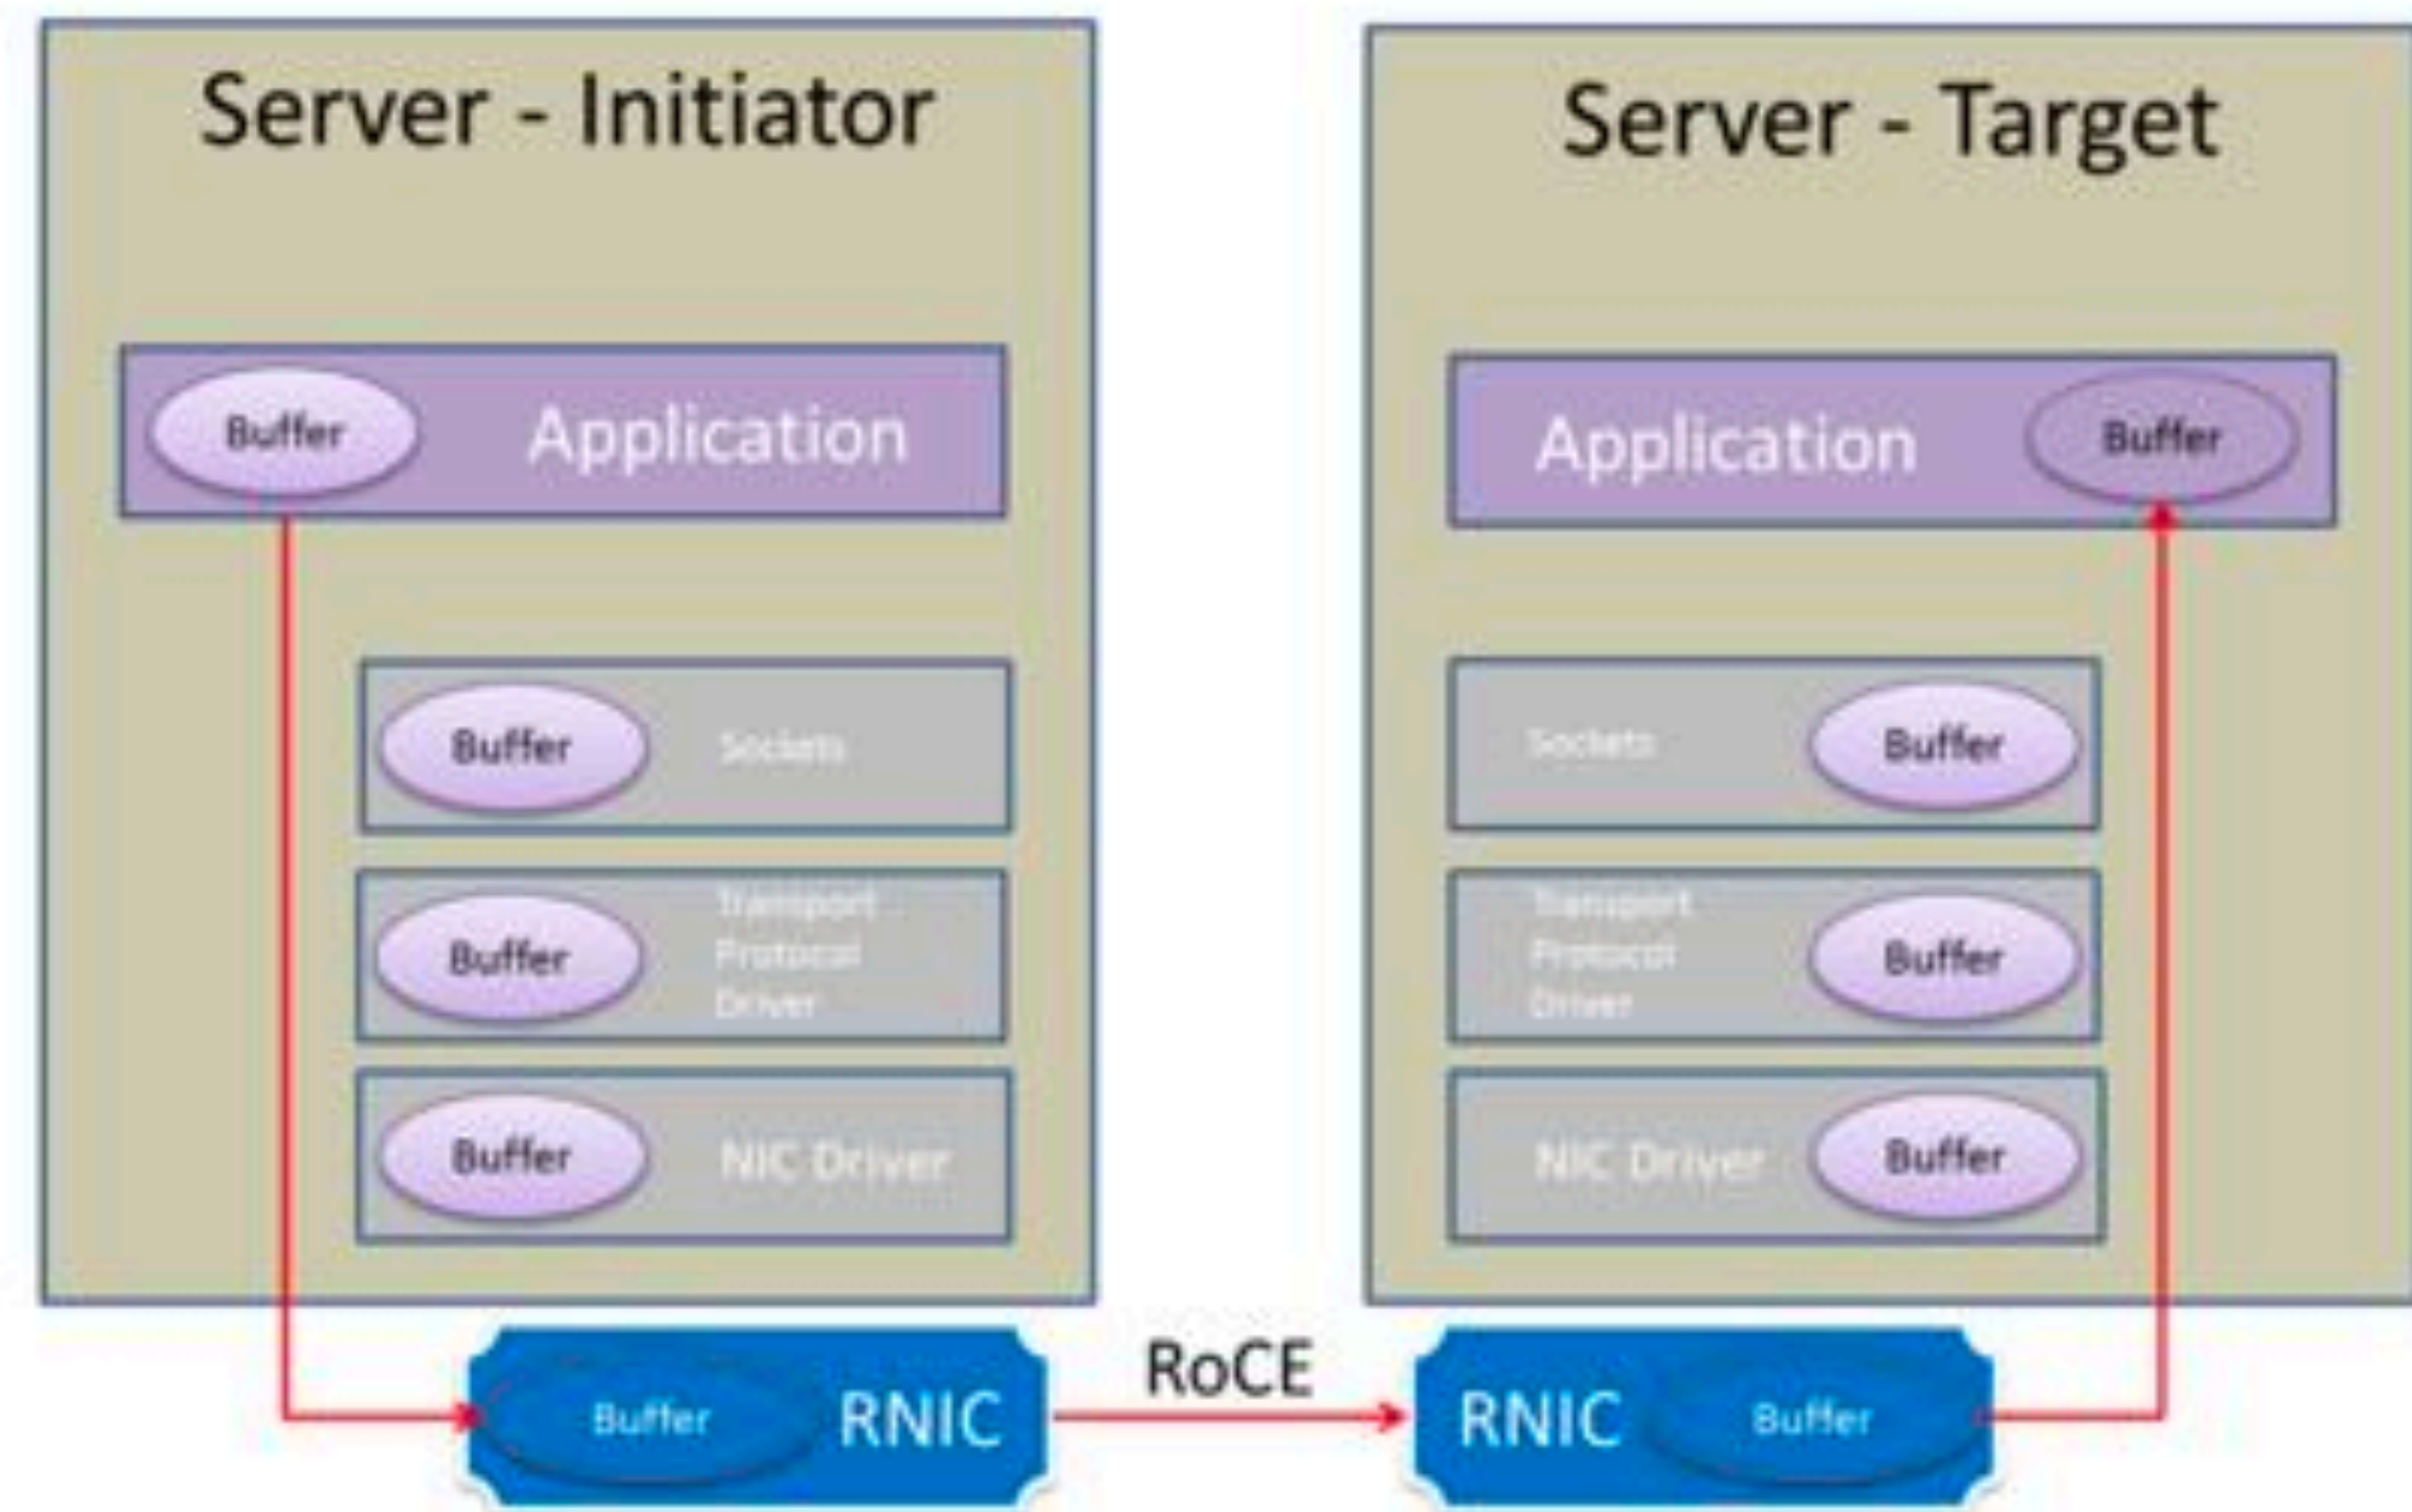 Server - Initiator
Buffer
Application
Buffer
Sockets
Buffer
Transport
Protocol
Driver
Buffer
NIC Driver
Buffer
RNIC
RoCE
Server - Target
Application
Buffer
Sockets
Buffer
Transport
Protocol
Driver
Buffer
NIC Driver
Buffer
RNIC
Buffer